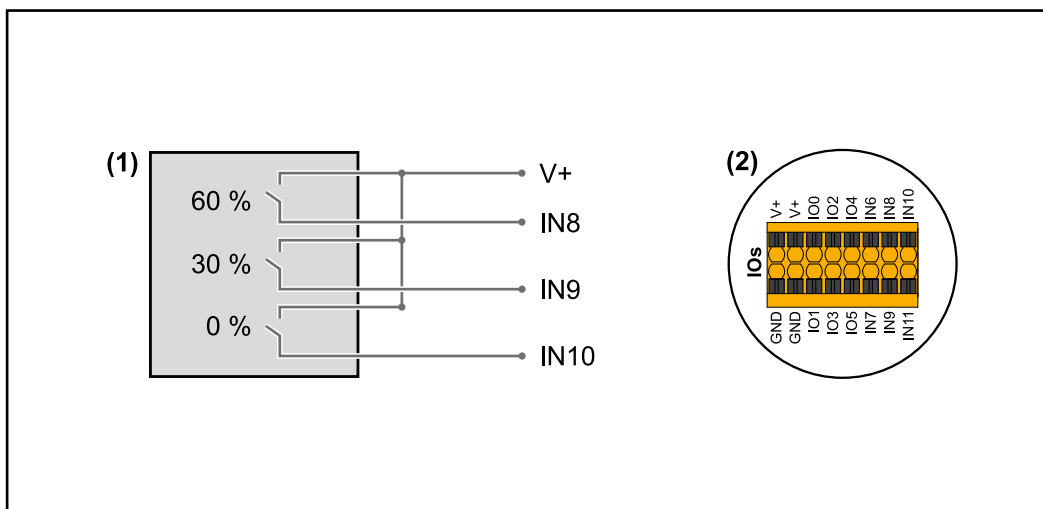 (1)
60 %
30 %
0 %
V+
IN8
IN9
IN10
(2)
IOs
V+
V+
IO0
IO2
IO4
IN6
IN8
IN10
GND
GND
IO1
IO3
IO5
IN7
IN9
IN11